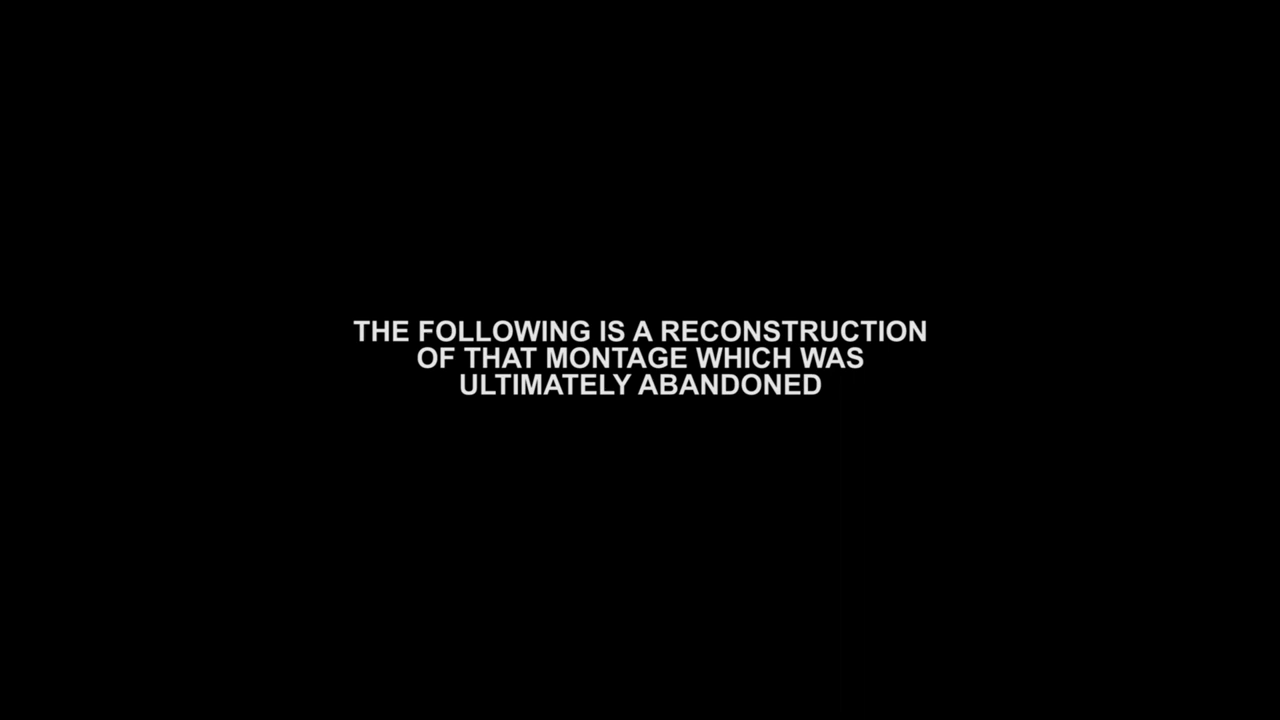 THE FOLLOWING IS A RECONSTRUCTION
OF THAT MONTAGE WHICH WAS
ULTIMATELY ABANDONED